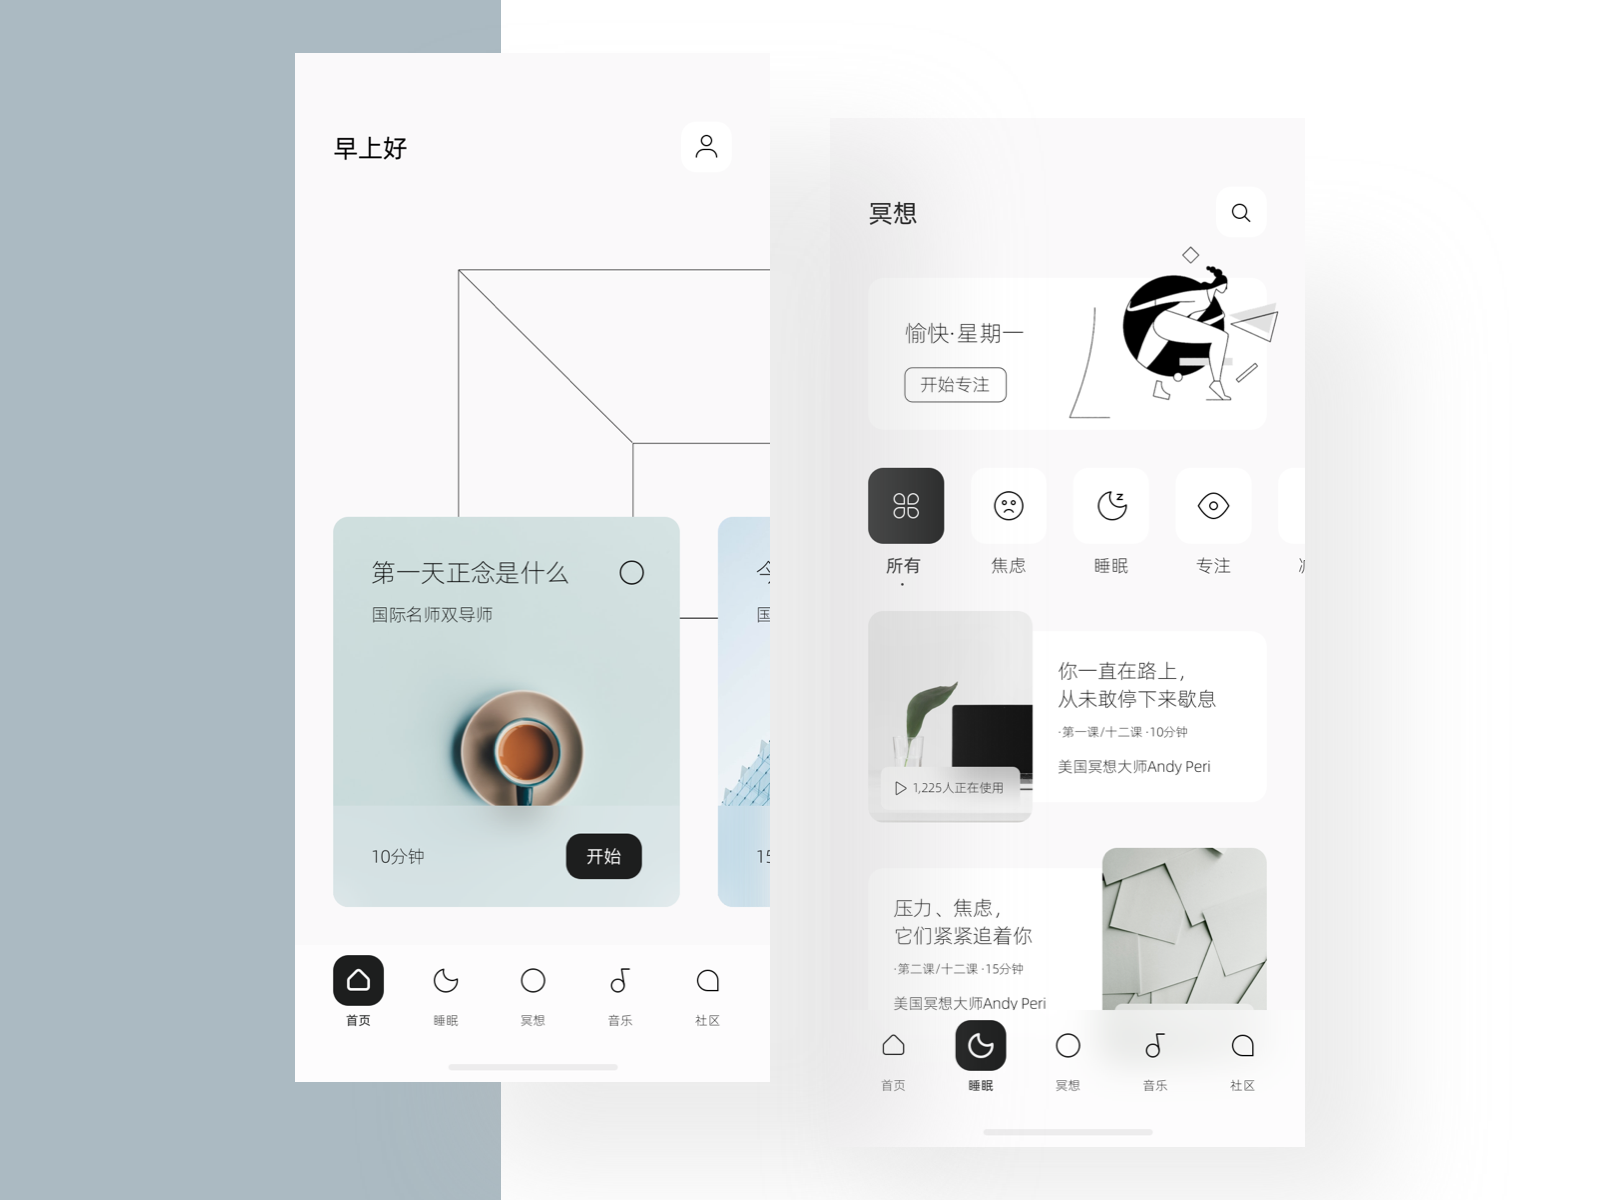 早上好
第一天正念是什么
国际名师双导师
10分钟
开始
今
国
15
首页
睡眠
冥想
音乐
社区
冥想
愉快·星期一
开始专注
所有
焦虑
睡眠
专注
你一直在路上，
从未敢停下来歇息
·第一课/十二课 ·10分钟
美国冥想大师Andy Peri
1,225人正在使用
压力、焦虑，
它们紧紧追着你
·第二课/十二课 ·15分钟
美国冥想大师Andy Peri
首页
睡眠
冥想
音乐
社区